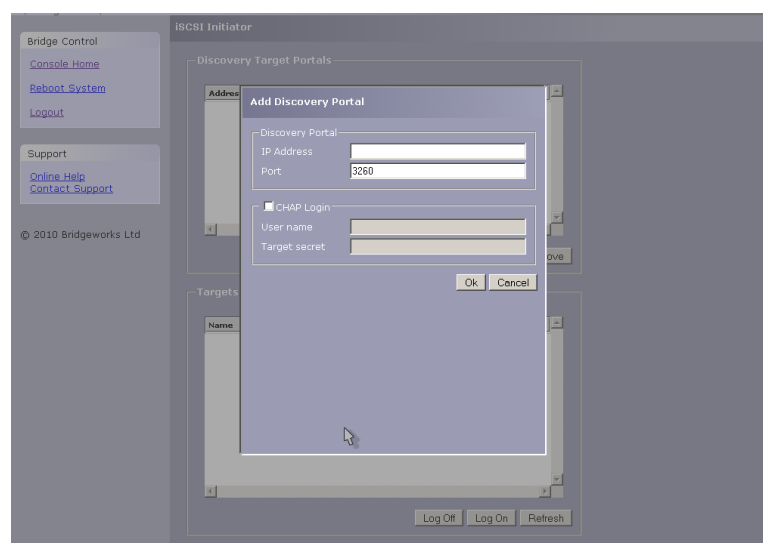 iSCSI Initiator
Bridge Control
Console Home
Reboot System
Logout
Support
Online Help
Contact Support
© 2010 Bridgeworks Ltd
Discovery Target Portals
Addres
Add Discovery Portal
Discovery Portal
IP Address
Port 3260
CHAP Login
User name
Target secret
Ok Cancel
ove
Targets
Name
Log Off Log On Refresh